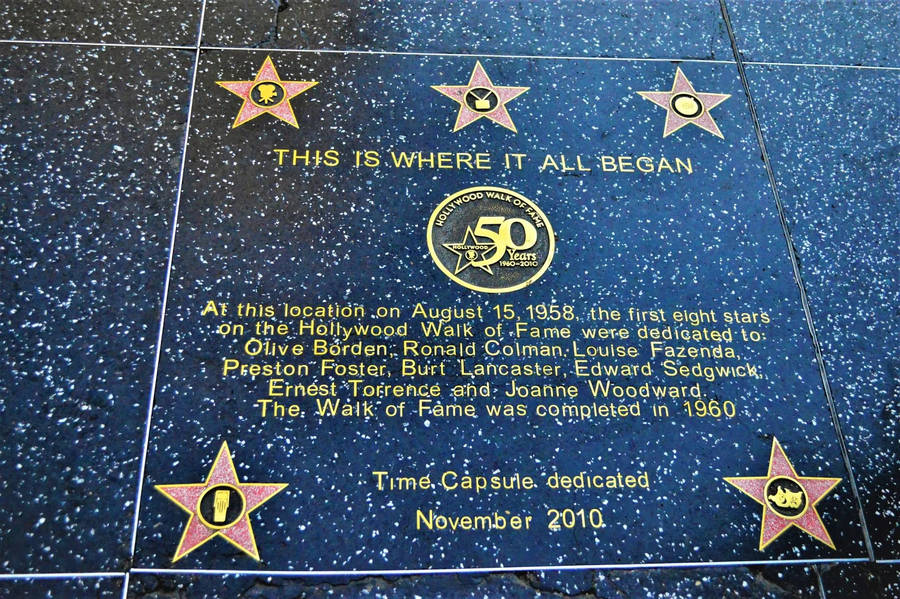 THIS IS WHERE IT ALL BEGAN
HOLLYWOOD WALK OF FAME
50
HOLLYWOOD
Years
1960-2010
At this location on August 15, 1958, the first eight stars
on the Hollywood Walk of Fame were dedicated to:
Olive Borden, Ronald Colman, Louise Fazenda,
Preston Foster, Burt Lancaster, Edward Sedgwick,
Ernest Torrence and Joanne Woodward.
The Walk of Fame was completed in 1960
Time Capsule dedicated
November 2010